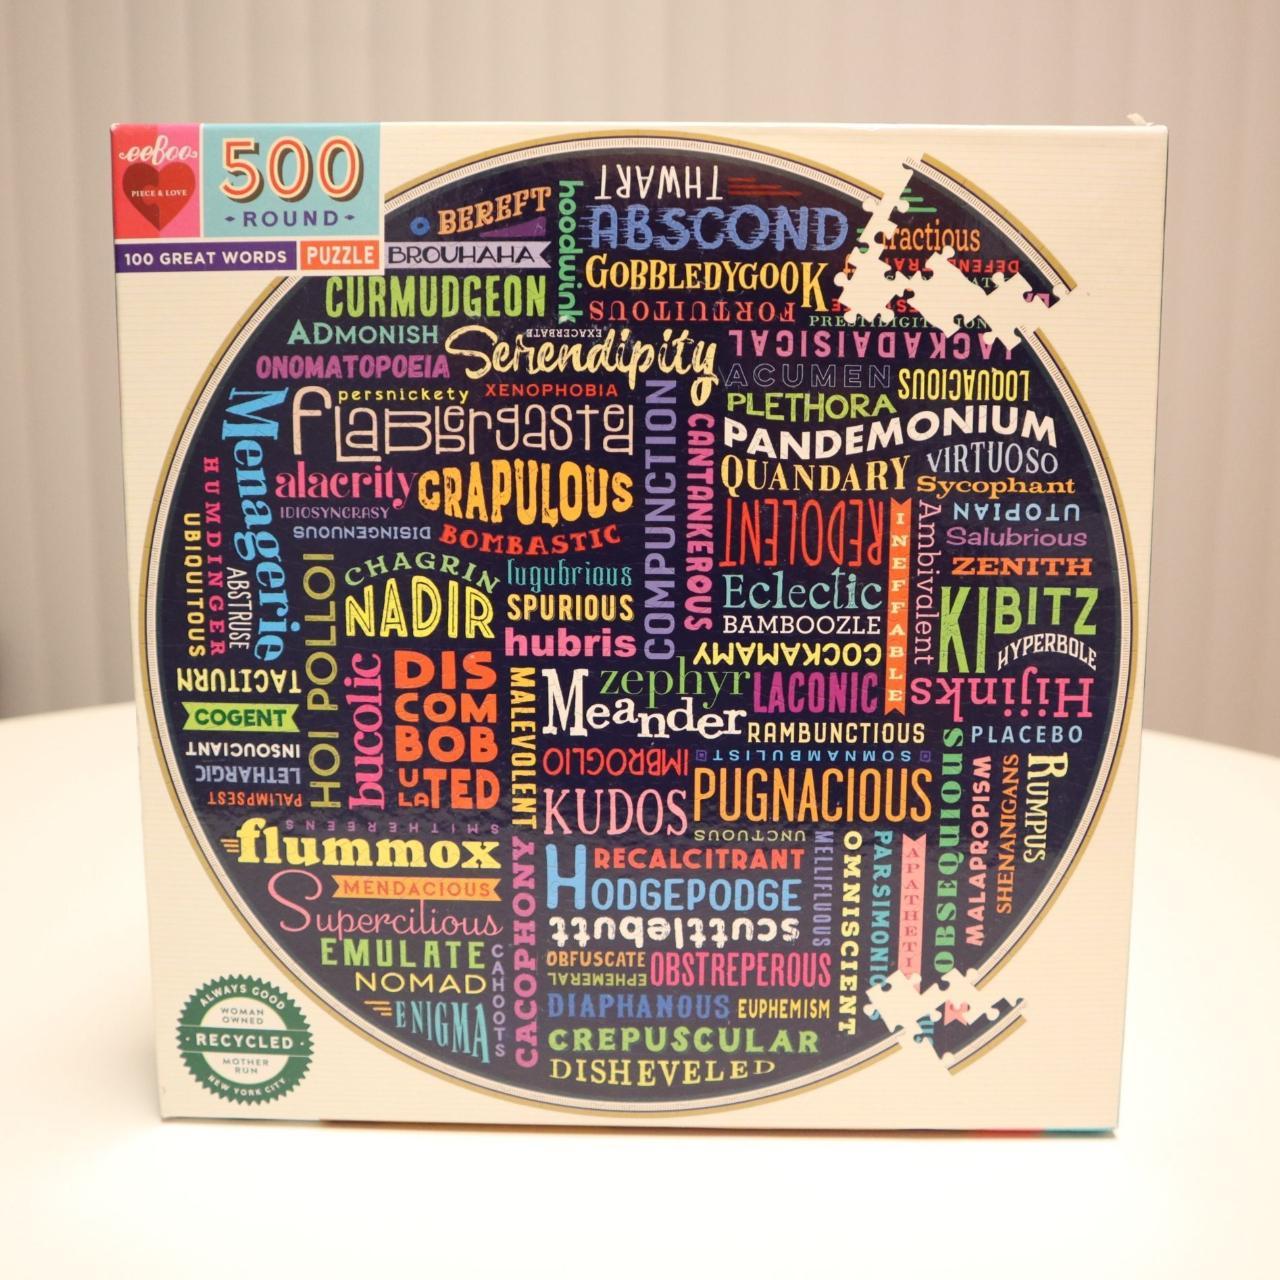 eeBoo
PIECE & LOVE
500
ROUND
100 GREAT WORDS
PUZZLE
THWART
BEREFT
hoodwink
ABSCOND
BROUHAHA
GOBBLEDYGOOK
CURMUDGEON
FORTUITOUS
ADMONISH
EXACERBATE
Serendipity
LACKADAISICAL
ONOMATOPOEIA
ACUMEN
LOQUACIOUS
persnickety
XENOPHOBIA
PLETHORA
Flabbergasted
COMPUNCTION
CANTANKEROUS
PANDEMONIUM
Menagerie
QUANDARY
VIRTUOSO
HUMDINGER
alacrity
CRAPULOUS
Sycophant
IDIOSYNCRASY
REDOLENT
INEFFABLE
Ambivalent
UTOPIAN
UBIQUITOUS
DISINGENUOUS
BOMBASTIC
Salubrious
CHAGRIN
lugubrious
ZENITH
ABSTRUSE
HOI POLLOI
NADIR
SPURIOUS
Eclectic
KIBITZ
BAMBOOZLE
hubris
HYPERBOLE
COCKAMAMY
TACITURN
bucolic
DIS
COM
BOB
ULATED
MALEVOLENT
zephyr
LACONIC
Hijinks
Meander
COGENT
RAMBUNCTIOUS
PLACEBO
INSOUCIANT
IMBROGLIO
SOMNAMBULIST
OBSEQUIOUS
MALAPROPISM
SHENANIGANS
RUMPUS
LETHARGIC
PUGNACIOUS
PALIMPSEST
KUDOS
SMITHEREENS
UNCTUOUS
flummox
CACOPHONY
RECALCITRANT
MELLIFLUOUS
OMNISCIENT
MENDACIOUS
HODGEPODGE
Supercilious
scuttlebutt
EMULATE
CAHOOTS
OBFUSCATE
OBSTREPEROUS
NOMAD
EPHEMERAL
DIAPHANOUS
EUPHEMISM
ENIGMA
CREPUSCULAR
DISHEVELED
ALWAYS GOOD
WOMAN
OWNED
RECYCLED
MOTHER
RUN
NEW YORK CITY